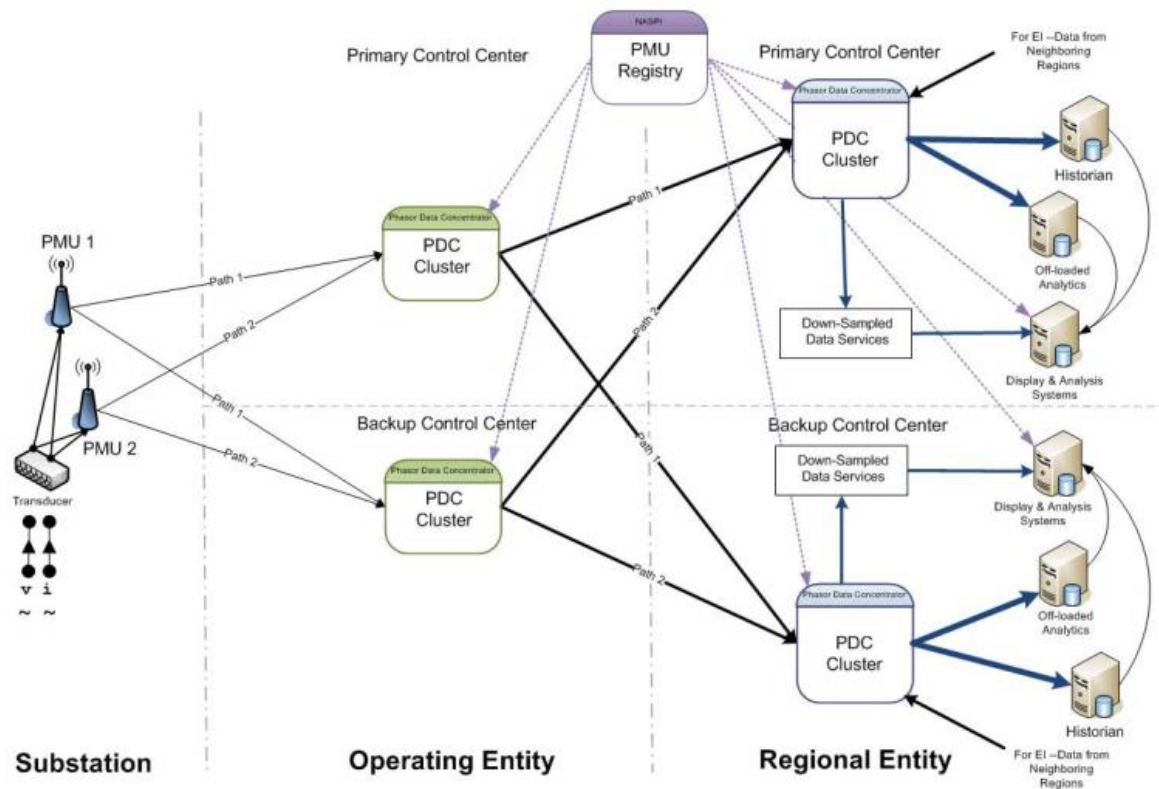 NASPI
PMU
Registry
Primary Control Center
Primary Control Center
For EI --Data from
Neighboring
Regions
Phasor Data Concentrator
PDC
Cluster
Historian
Phasor Data Concentrator
PDC
Cluster
Path 1
PMU 1
Path 1
Path 2
Off-loaded
Analytics
Path 2
Down-Sampled
Data Services
Display & Analysis
Systems
PMU 2
Path 1
Path 2
Transducer
v i
~ ~
Backup Control Center
Phasor Data Concentrator
PDC
Cluster
Path 1
Path 2
Backup Control Center
Down-Sampled
Data Services
Display & Analysis
Systems
Phasor Data Concentrator
PDC
Cluster
Off-loaded
Analytics
Historian
For EI --Data from
Neighboring
Regions
Substation
Operating Entity
Regional Entity